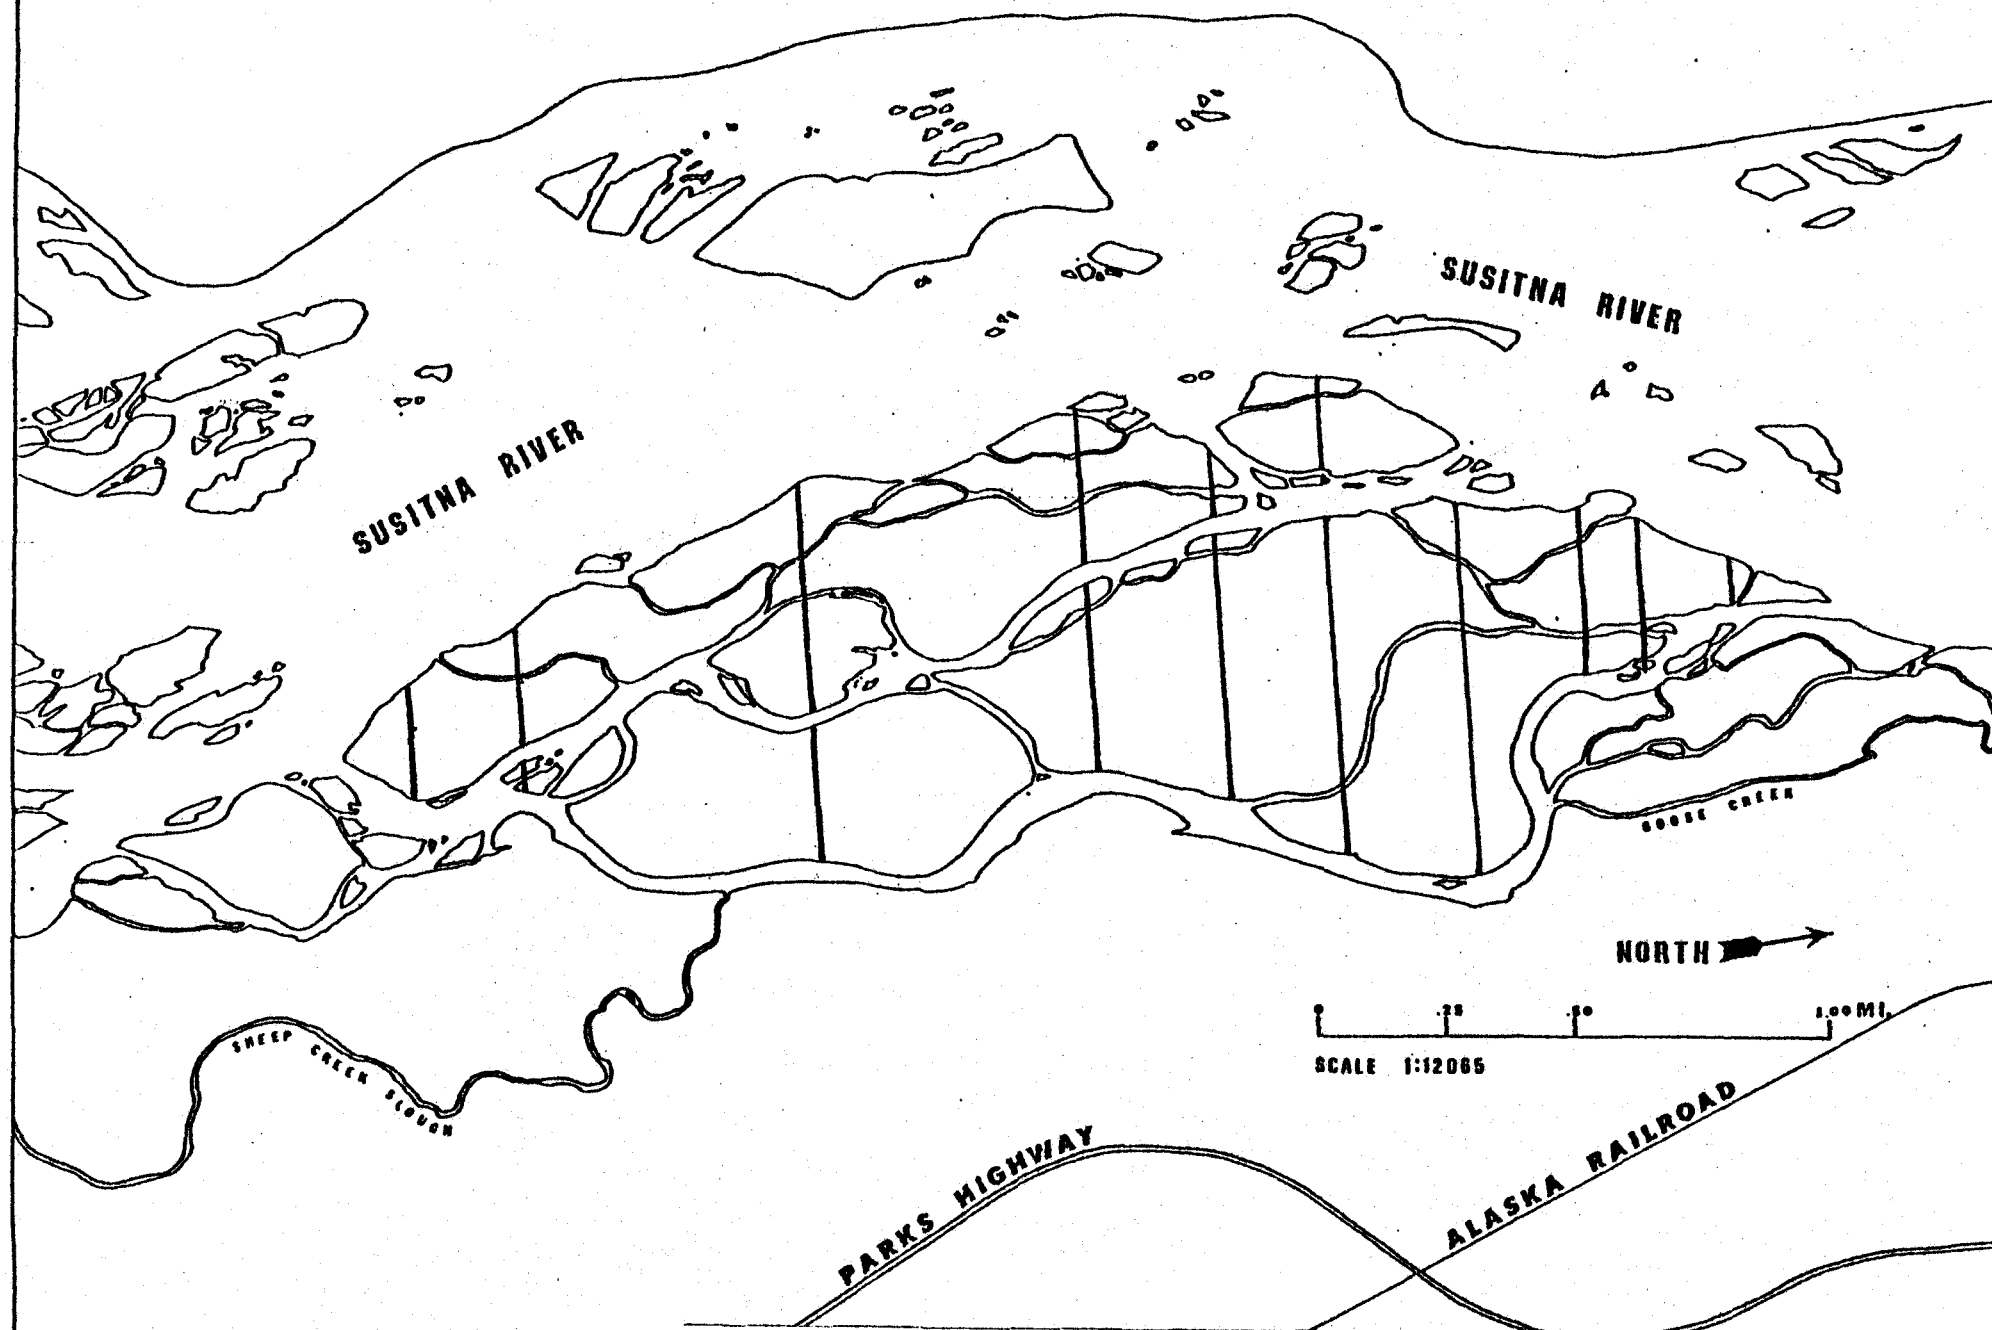 SUSITNA RIVER
SUSITNA RIVER
GOOSE CREEK
NORTH
0 .25 .50 1.00 MI.
SCALE 1:12065
SHEEP CREEK SLOUGH
PARKS HIGHWAY
ALASKA RAILROAD